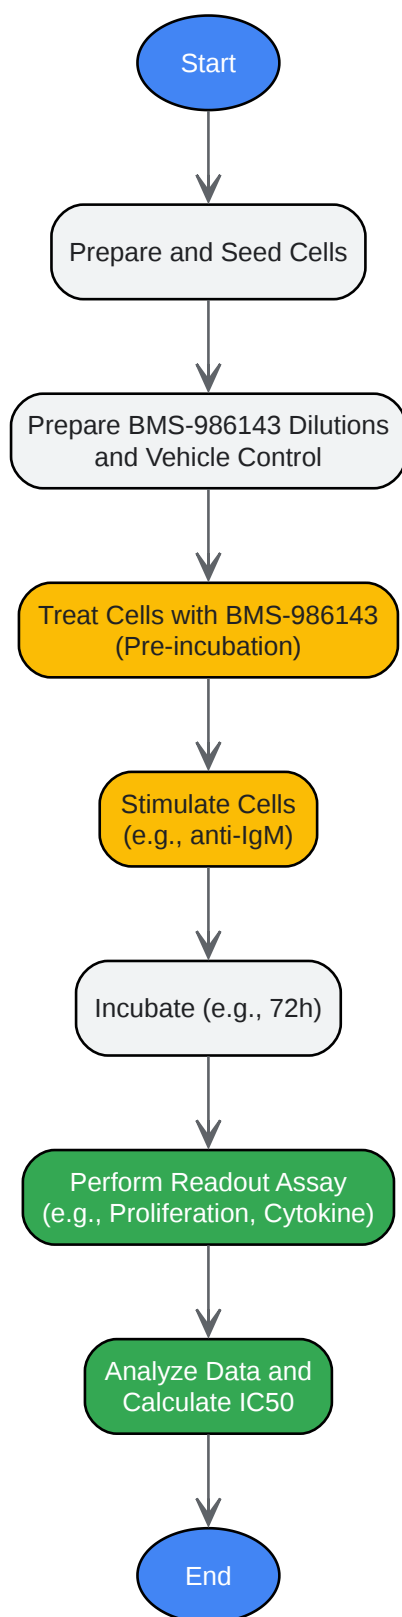 Start
Prepare and Seed Cells
Prepare BMS-986143 Dilutions
and Vehicle Control
Treat Cells with BMS-986143
(Pre-incubation)
Stimulate Cells
(e.g., anti-IgM)
Incubate (e.g., 72h)
Perform Readout Assay
(e.g., Proliferation, Cytokine)
Analyze Data and
Calculate IC50
End